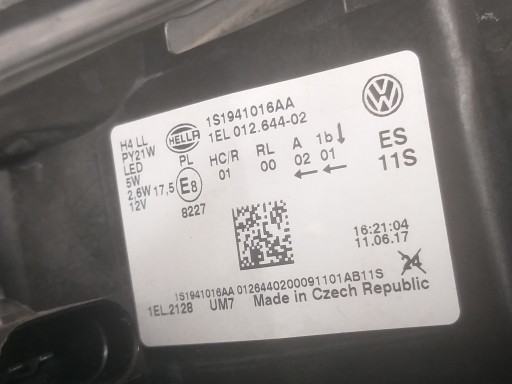 1S1941016AA
HELLA 1EL 012.644-02
H4 LL
PY21W
LED
5W
2,6W 17,5
12V
PL HC/R RL A 1b↓
01 00 02 01
←←
E8
8227
ES
11S
16:21:04
11.06.17
24
1S1941016AA 0126440200091101AB11S
1EL.2128 UM7 Made in Czech Republic